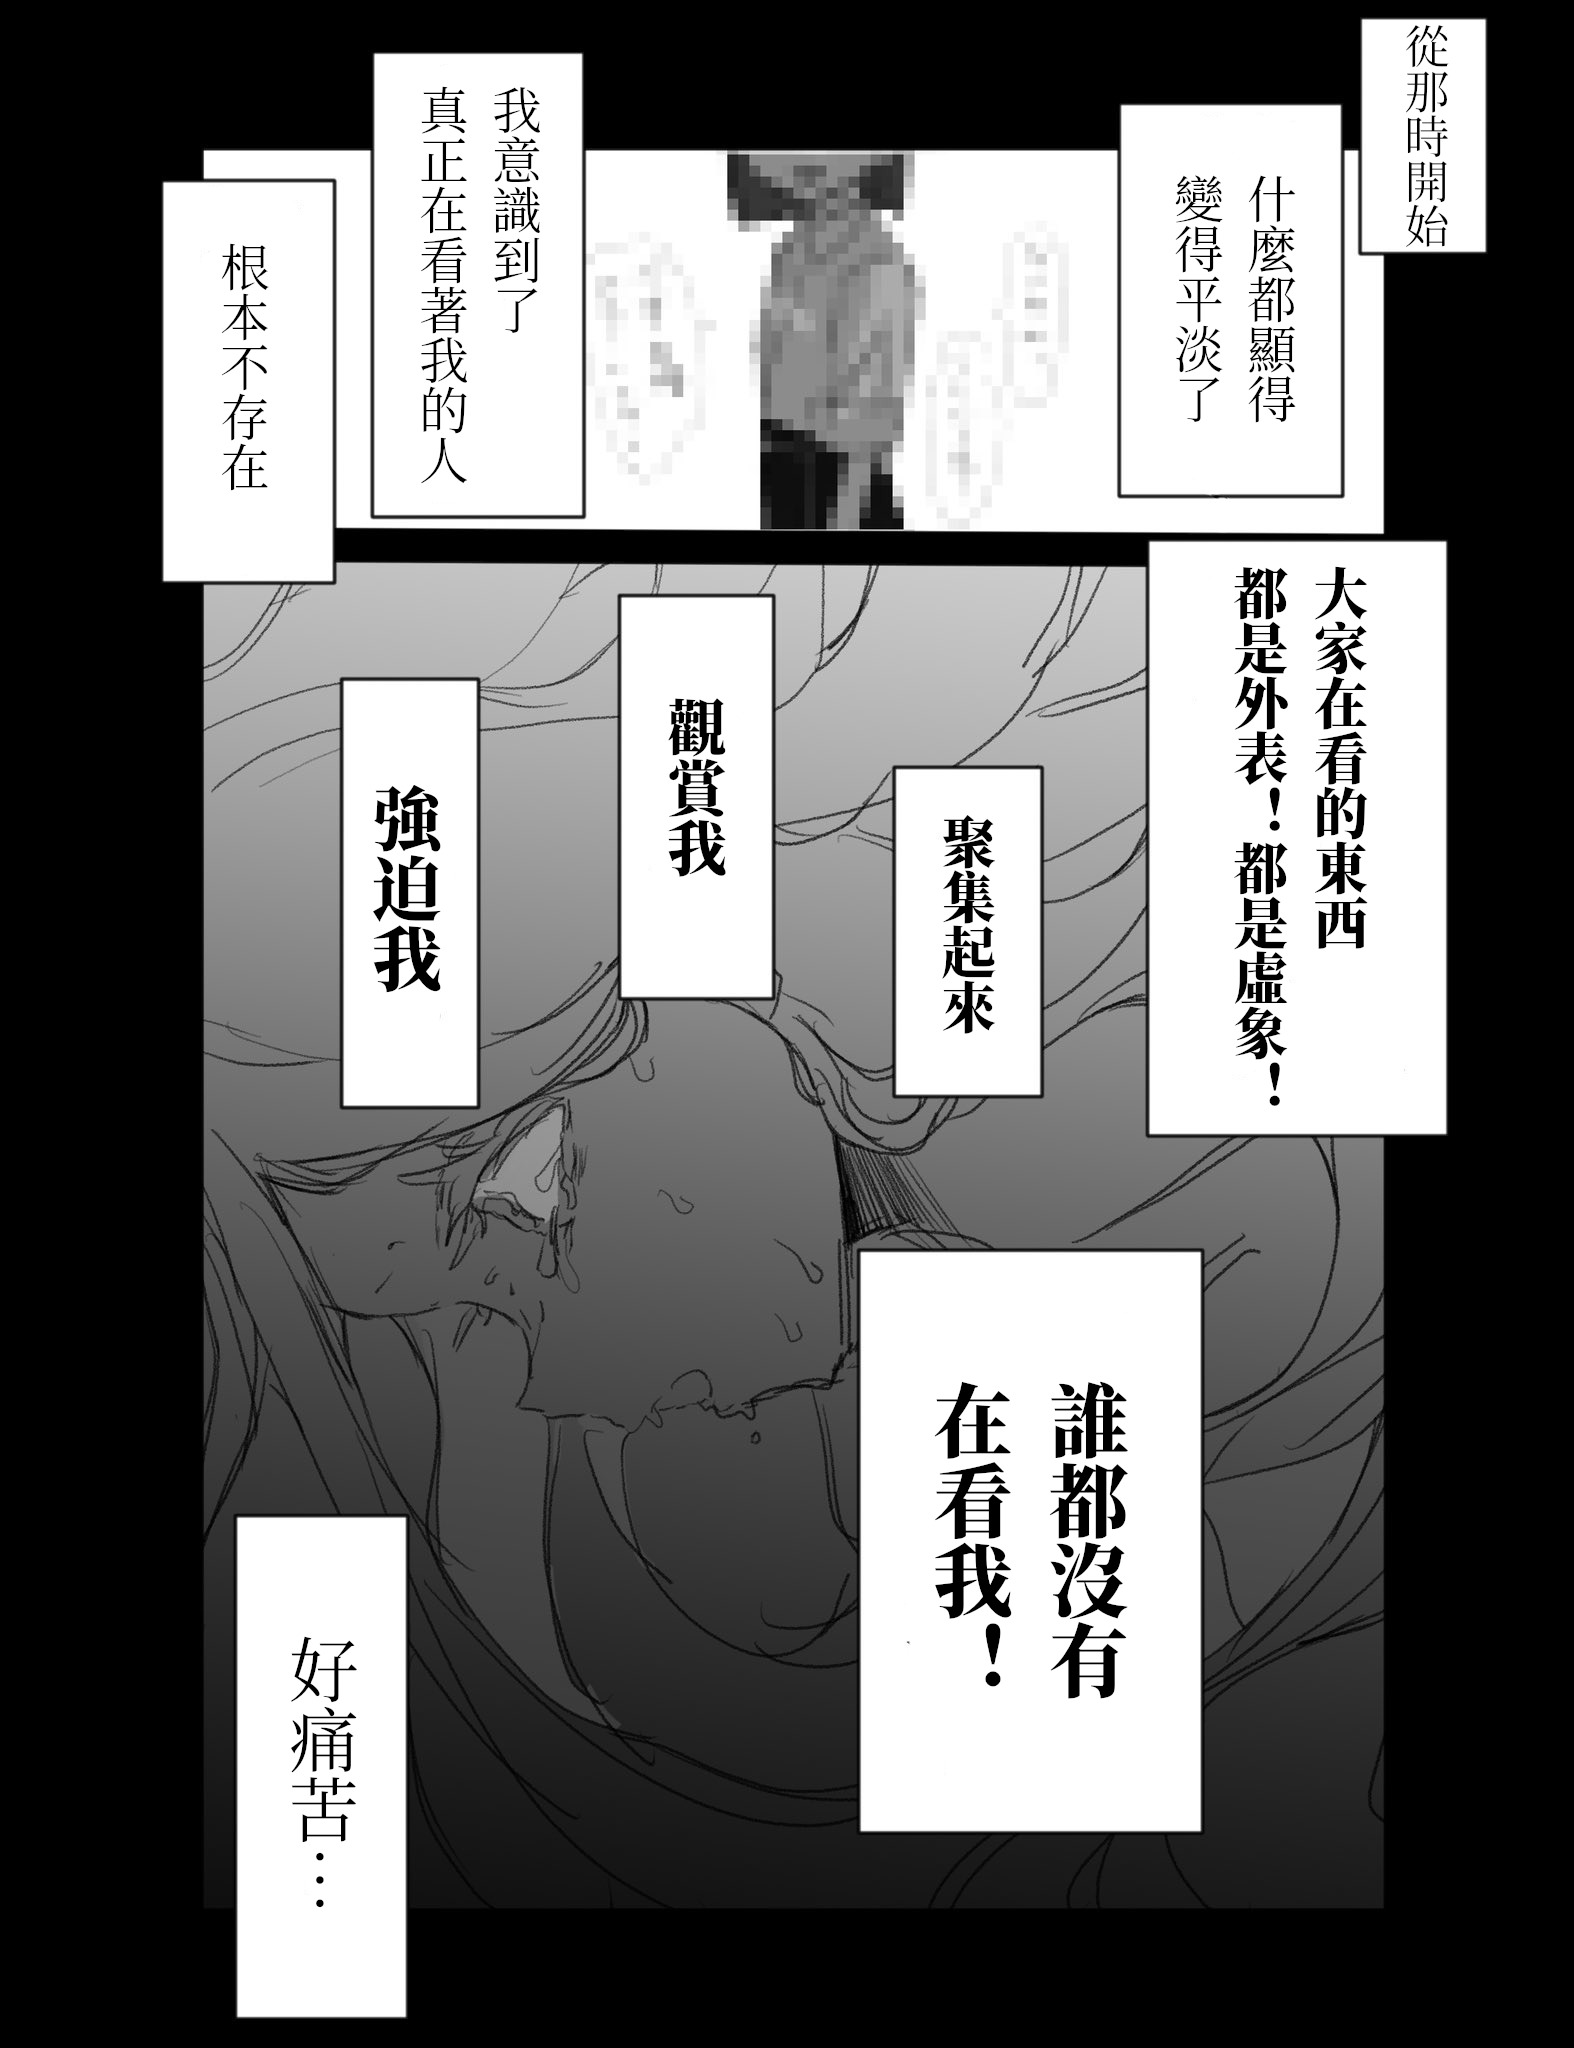 從那時開始
什麼都顯得
變得平淡了
我意識到了
真正在看著我的人
根本不存在
大家在看的東西
都是外表！都是虛象！
聚集起來
觀賞我
強迫我
誰都沒有
在看我！
好痛苦…